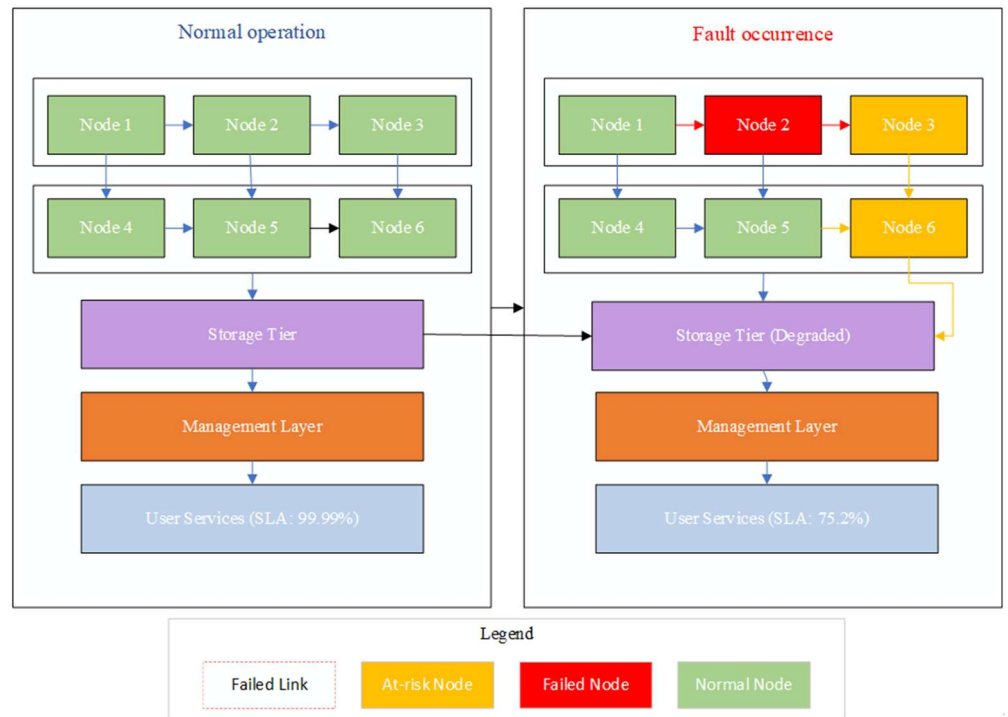 Normal operation
Node 1
Node 2
Node 3
Node 4
Node 5
Node 6
Storage Tier
Management Layer
User Services (SLA: 99.99%)
Fault occurrence
Node 1
Node 2
Node 3
Node 4
Node 5
Node 6
Storage Tier (Degraded)
Management Layer
User Services (SLA: 75.2%)
Legend
Failed Link
At-risk Node
Failed Node
Normal Node